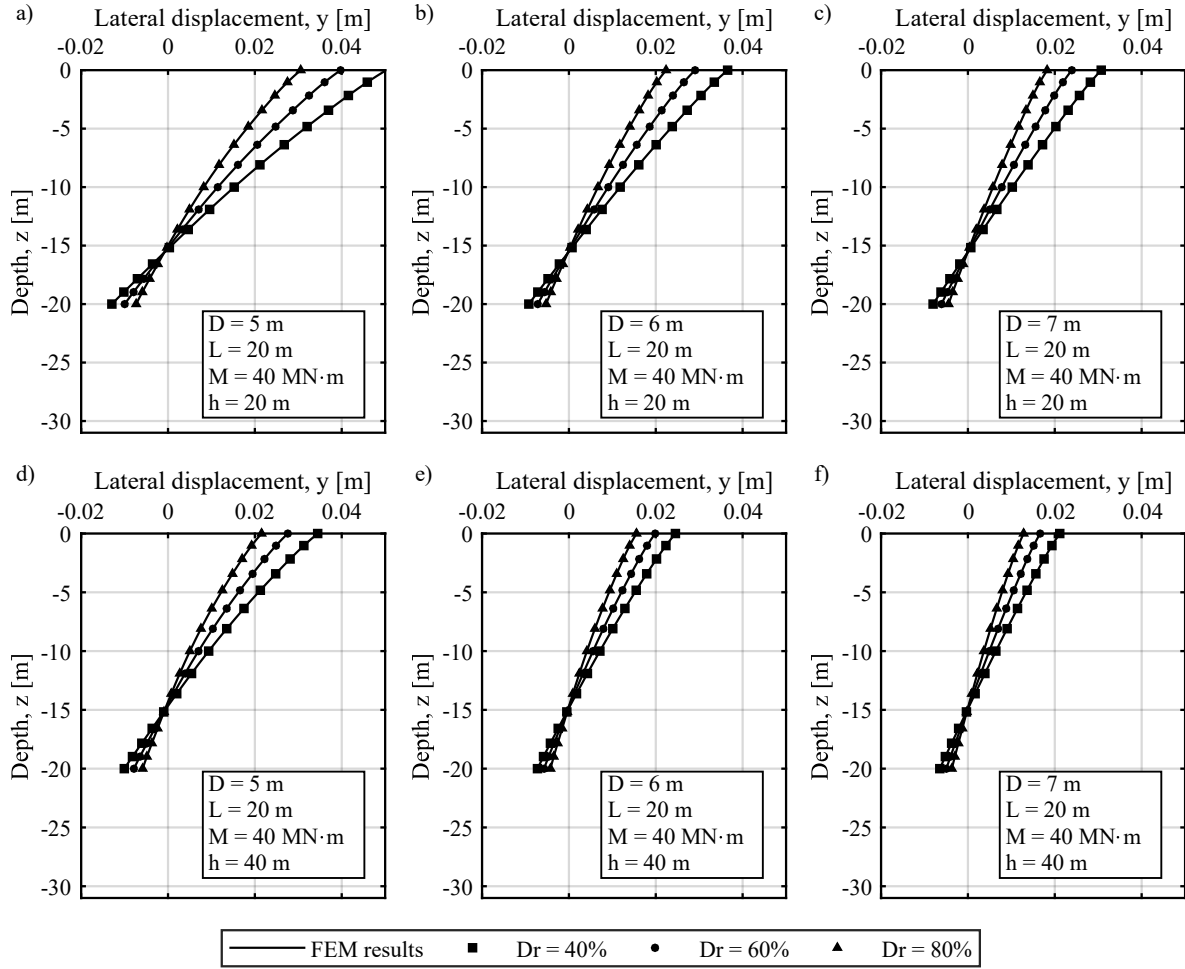 a)
Lateral displacement, y [m]
-0.02 0 0.02 0.04
0
-5
-10
-15
-20
-25
-30
Depth, z [m]
D = 5 m
L = 20 m
M = 40 MN·m
h = 20 m
b)
Lateral displacement, y [m]
-0.02 0 0.02 0.04
0
-5
-10
-15
-20
-25
-30
Depth, z [m]
D = 6 m
L = 20 m
M = 40 MN·m
h = 20 m
c)
Lateral displacement, y [m]
-0.02 0 0.02 0.04
0
-5
-10
-15
-20
-25
-30
Depth, z [m]
D = 7 m
L = 20 m
M = 40 MN·m
h = 20 m
d)
Lateral displacement, y [m]
-0.02 0 0.02 0.04
0
-5
-10
-15
-20
-25
-30
Depth, z [m]
D = 5 m
L = 20 m
M = 40 MN·m
h = 40 m
e)
Lateral displacement, y [m]
-0.02 0 0.02 0.04
0
-5
-10
-15
-20
-25
-30
Depth, z [m]
D = 6 m
L = 20 m
M = 40 MN·m
h = 40 m
f)
Lateral displacement, y [m]
-0.02 0 0.02 0.04
0
-5
-10
-15
-20
-25
-30
Depth, z [m]
D = 7 m
L = 20 m
M = 40 MN·m
h = 40 m
FEM results Dr = 40% Dr = 60% Dr = 80%